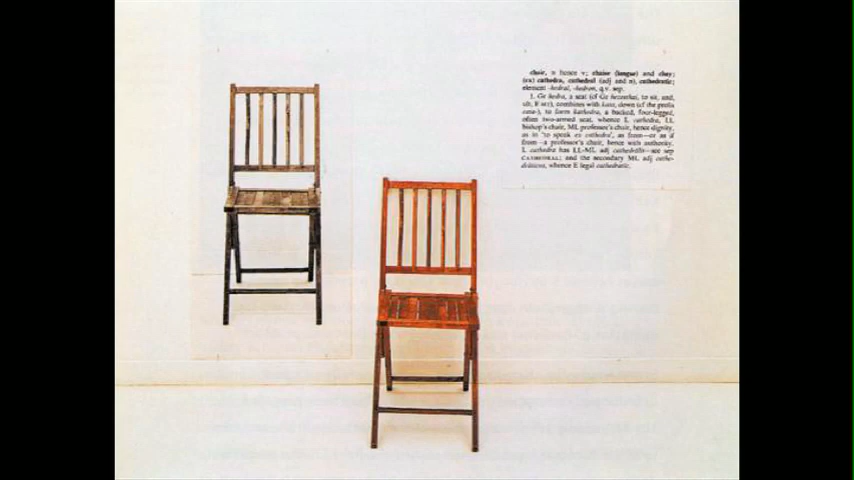 chair, n hence v; chaise (longue) and chay;
(ex) cathedra, cathedral (adj and n), cathedratic;
element -hedral, -hedron, q.v. sep.
1. Gr hedra, a seat (cf Gr hezesthai, to sit, and,
ult, E SIT), combines with kata, down (cf the prefix
cata-), to form kathedra, a backed, four-legged,
often two-armed seat, whence L cathedra, LL
bishop's chair, ML professor's chair, hence dignity,
as in 'to speak ex cathedra', as from—or as if
from—a professor's chair, hence with authority.
L cathedra has LL-ML adj cathedrālis—see sep
CATHEDRAL; and the secondary ML adj cathe-
drāticus, whence E legal cathedratic.